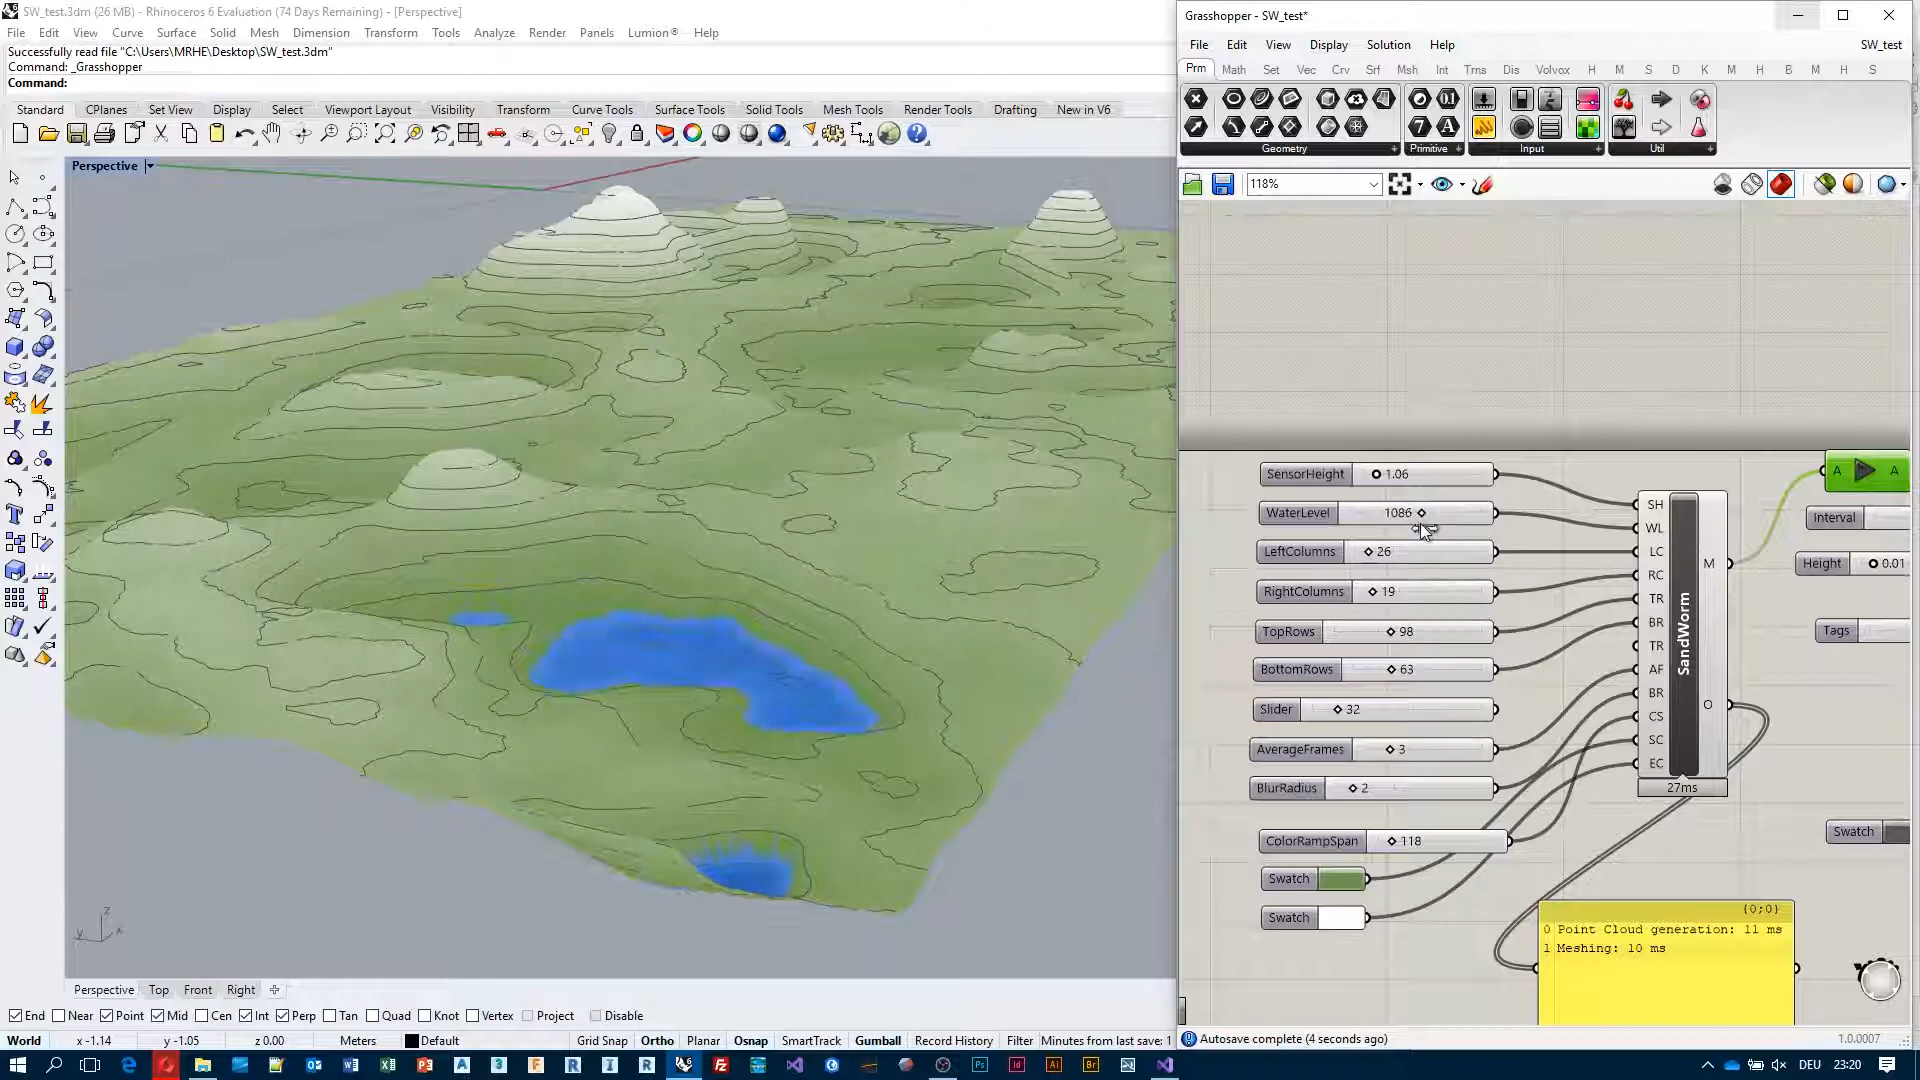 SW_test.3dm (26 MB) - Rhinoceros 6 Evaluation (74 Days Remaining) - [Perspective]
File Edit View Curve Surface Solid Mesh Dimension Transform Tools Analyze Render Panels Lumion® Help
Successfully read file "C:\Users\MRHE\Desktop\SW_test.3dm"
Command: _Grasshopper
Command:
Standard CPlanes Set View Display Select Viewport Layout Visibility Transform Curve Tools Surface Tools Solid Tools Mesh Tools Render Tools Drafting New in V6
Perspective
z
y x
Perspective Top Front Right
End Near Point Mid Cen Int Perp Tan Quad Knot Vertex Project Disable
World x -1.14 y -1.05 z 0.00 Meters Default Grid Snap Ortho Planar Osnap SmartTrack Gumball Record History Filter Minutes from last save: 1
Grasshopper - SW_test*
File Edit View Display Solution Help SW_test
Prm Math Set Vec Crv Srf Msh Int Trns Dis Volvox H M S D K M H B M H S
Geometry Primitive Input Util
118%
SensorHeight 1.06
WaterLevel 1086
LeftColumns 26
RightColumns 19
TopRows 98
BottomRows 63
Slider 32
AverageFrames 3
BlurRadius 2
ColorRampSpan 118
Swatch
Swatch
SH
WL
LC
RC
TR
BR
TR
AF
BR
CS
SC
EC
SandWorm
M
O
27ms
A A
Interval
Height 0.01
Tags
Swatch
{0;0}
0 Point Cloud generation: 11 ms
1 Meshing: 10 ms
Autosave complete (4 seconds ago) 1.0.0007
DEU 23:20